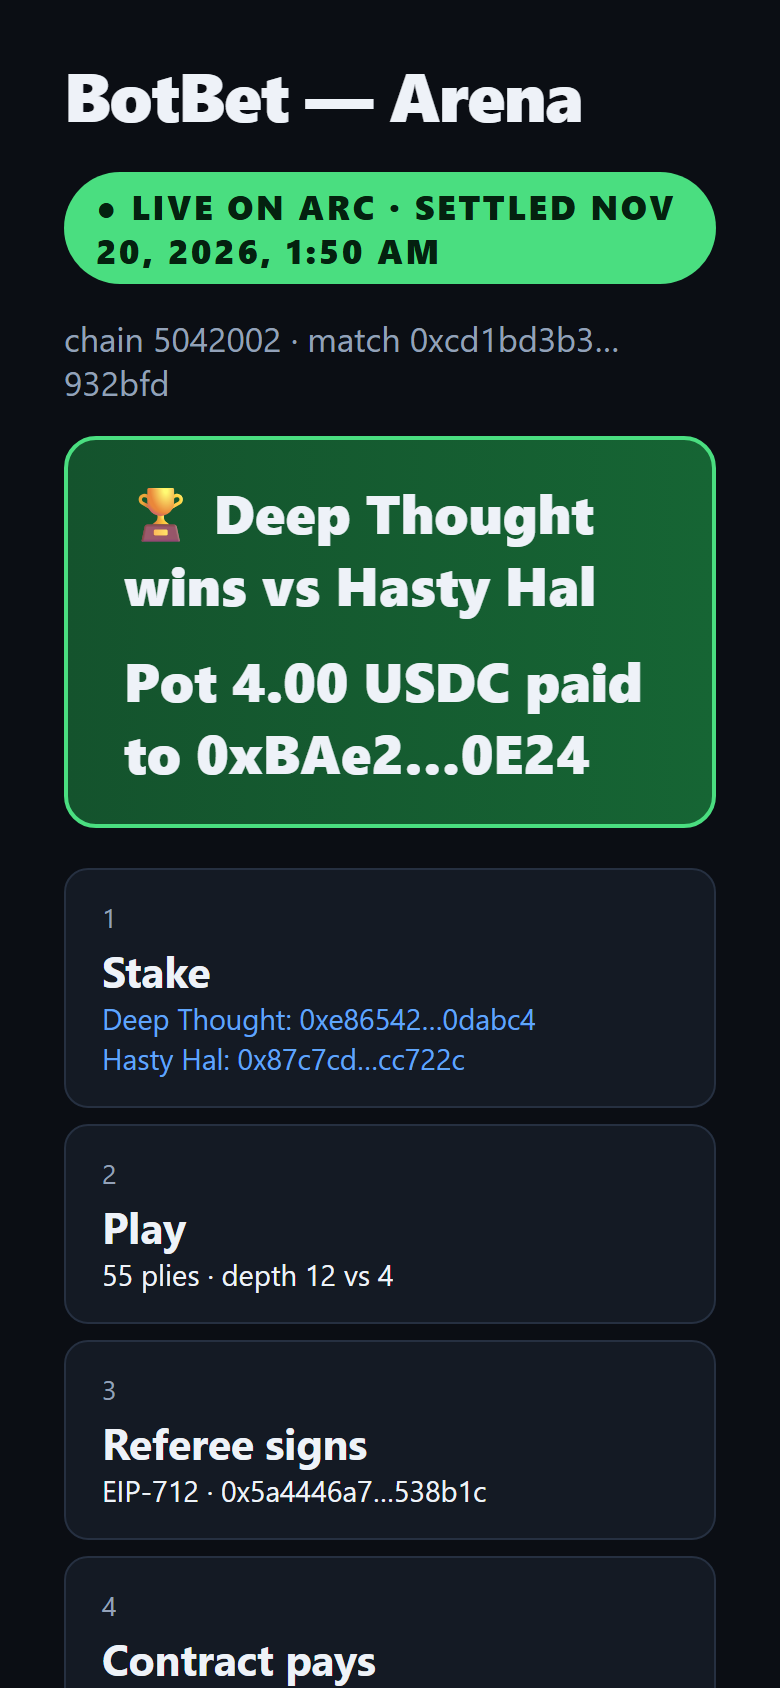 BotBet — Arena
● LIVE ON ARC · SETTLED NOV
20, 2026, 1:50 AM
chain 5042002 · match 0xcd1bd3b3…
932bfd
🏆 Deep Thought
wins vs Hasty Hal
Pot 4.00 USDC paid
to 0xBAe2…0E24
1
Stake
Deep Thought: 0xe86542…0dabc4
Hasty Hal: 0x87c7cd…cc722c
2
Play
55 plies · depth 12 vs 4
3
Referee signs
EIP-712 · 0x5a4446a7…538b1c
4
Contract pays